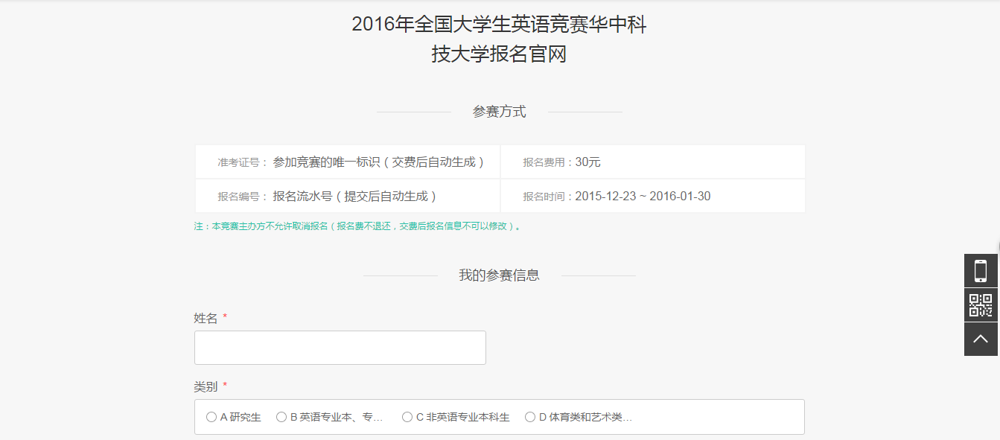 2016年全国大学生英语竞赛华中科
技大学报名官网
参赛方式
准考证号： 参加竞赛的唯一标识（交费后自动生成）
报名费用：30元
报名编号： 报名流水号（提交后自动生成）
报名时间：2015-12-23 ~ 2016-01-30
注：本竞赛主办方不允许取消报名（报名费不退还，交费后报名信息不可以修改）。
我的参赛信息
姓名 *
类别 *
A 研究生 B 英语专业本、专… C 非英语专业本科生 D 体育类和艺术类…